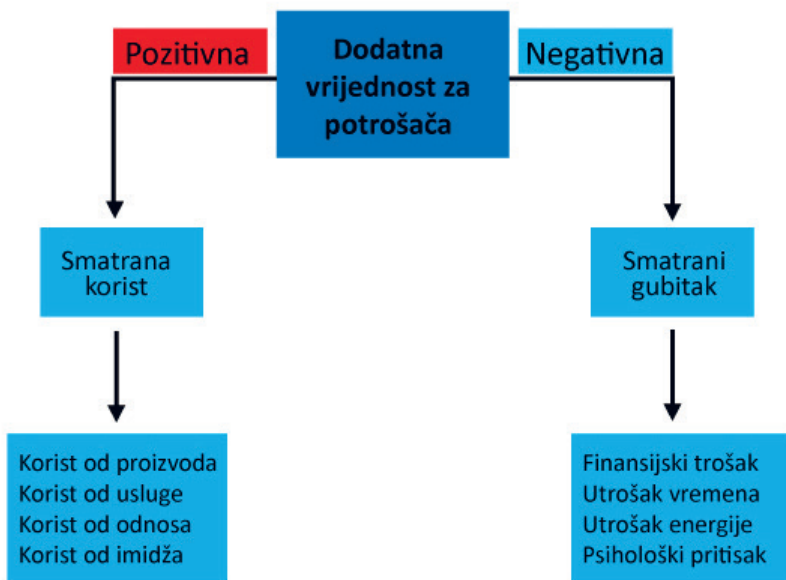 Pozitivna
Dodatna
vrijednost za
potrošača
Negativna
Smatrana
korist
Smatrani
gubitak
Korist od proizvoda
Korist od usluge
Korist od odnosa
Korist od imidža
Finansijski trošak
Utrošak vremena
Utrošak energije
Psihološki pritisak